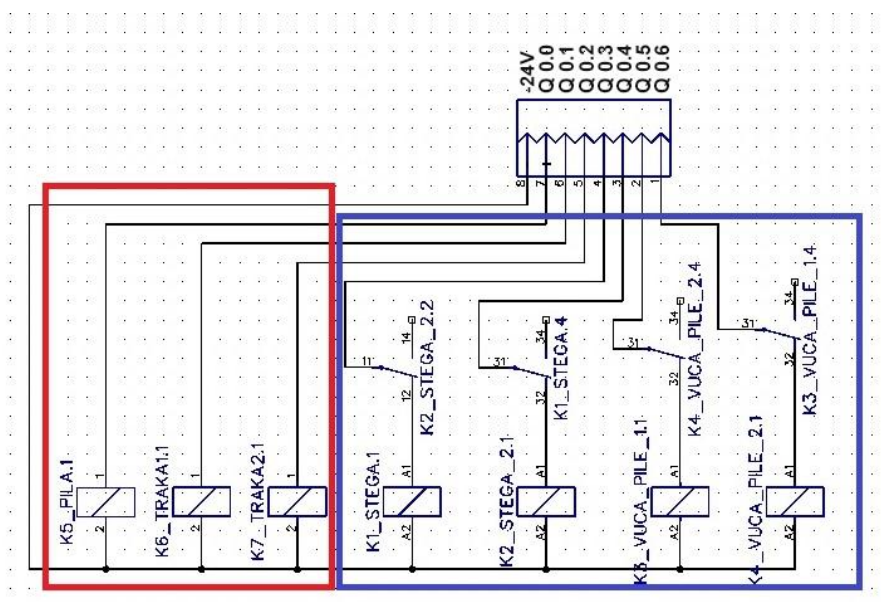 -24V
Q 0.0
Q 0.1
Q 0.2
Q 0.3
Q 0.4
Q 0.5
Q 0.6
8
7
6
5
4
3
2
1
K5_PILA.1
1
2
K6_TRAKA1.1
1
2
K7_TRAKA2.1
1
2
K2_STEGA_2.2
14
11
12
K1_STEGA.1
A1
A2
K1_STEGA.4
34
31
32
K2_STEGA_2.1
A1
A2
K4_VUCA_PILE_2.4
34
31
32
K3_VUCA_PILE_1.1
A1
A2
K3_VUCA_PILE_1.4
34
31
32
K4_VUCA_PILE_2.1
A1
A2